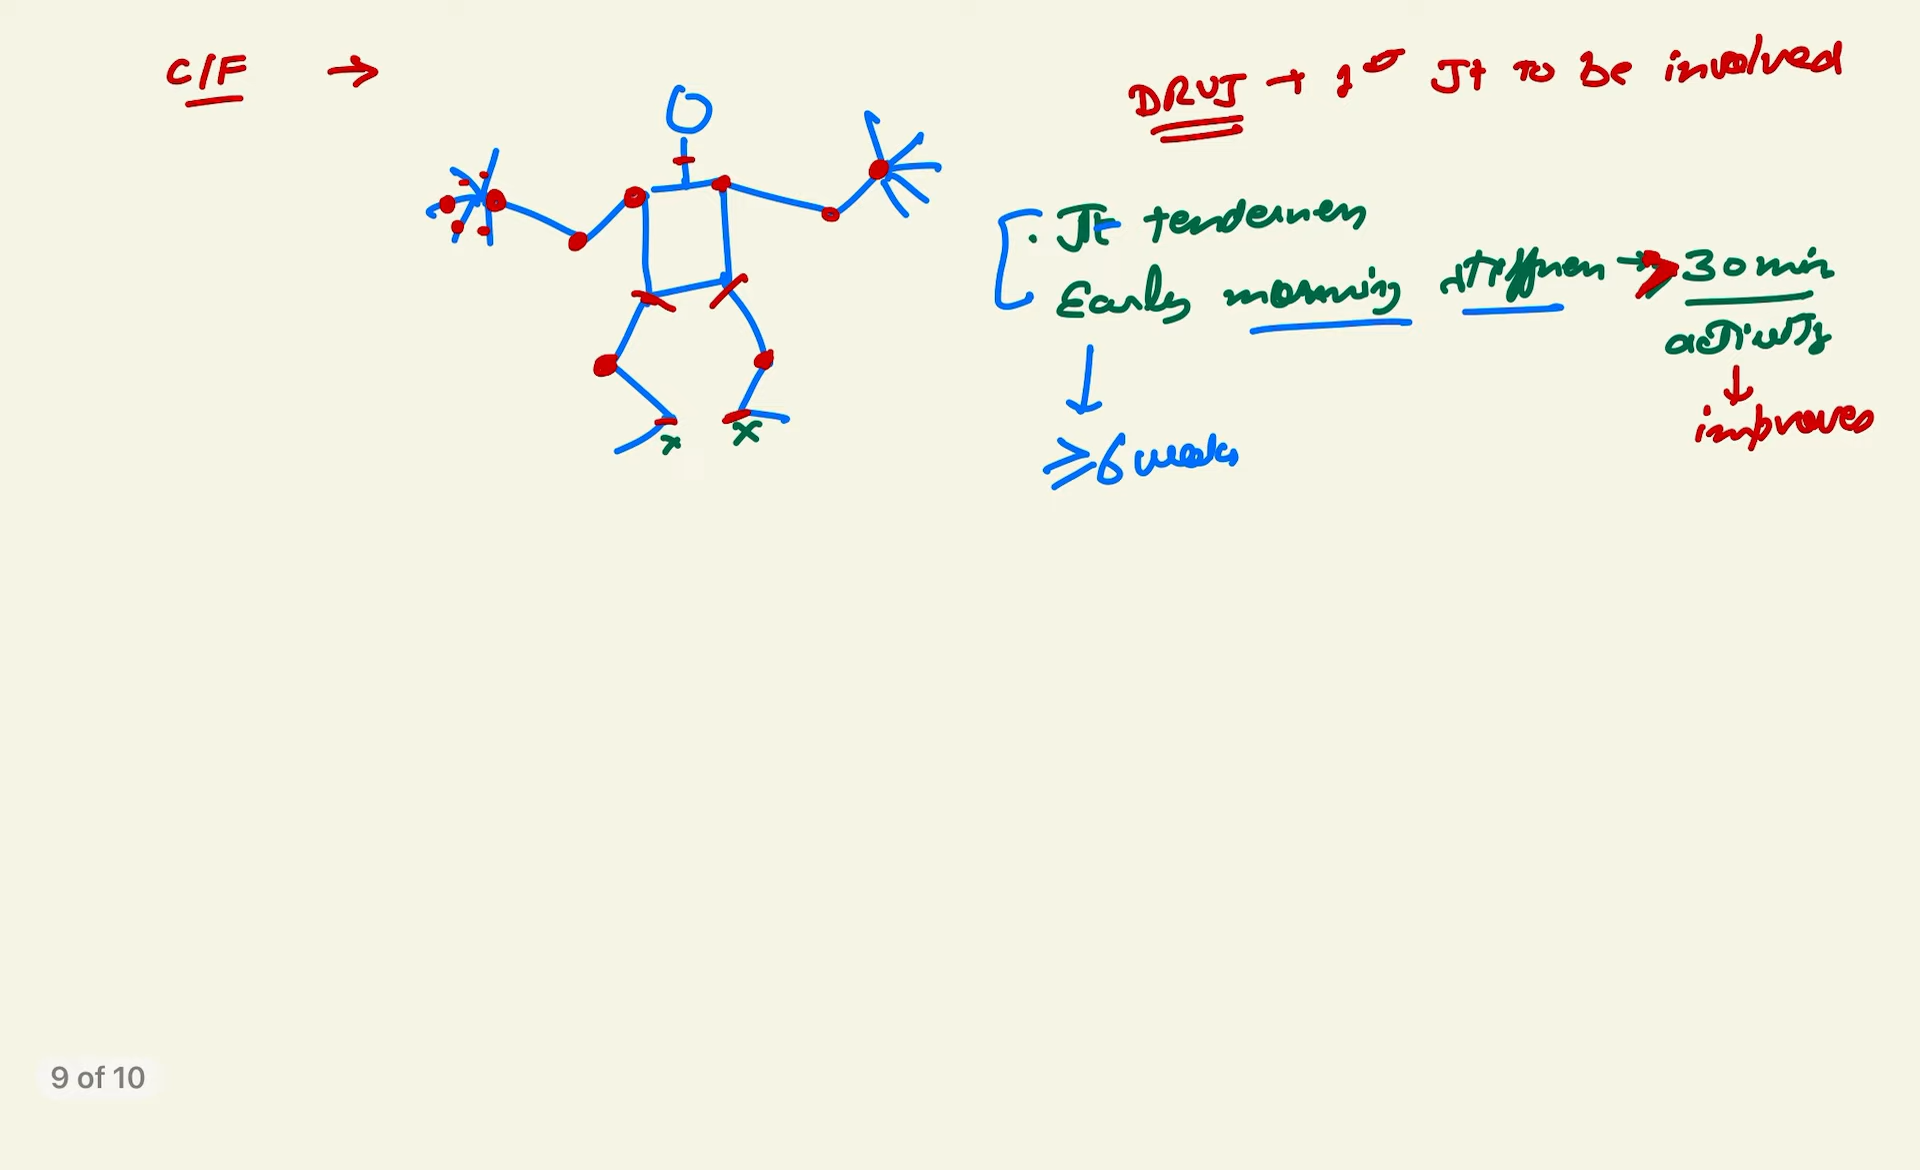 C/F →
DRUJ → 1° Jt to be involved
. Jt tenderness
Early morning stiffness → > 30 min
activity
↓
improves
↓
≥ 6 weeks
x x
9 of 10